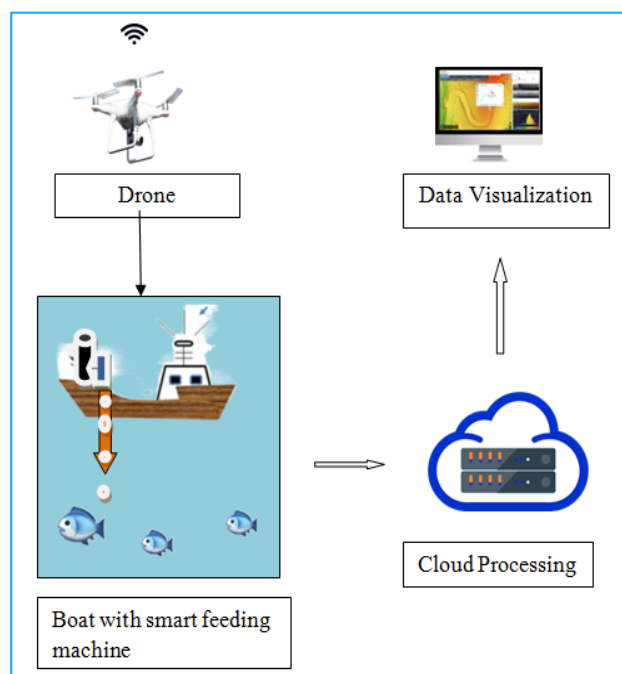 Drone
Data Visualization
Boat with smart feeding
machine
Cloud Processing